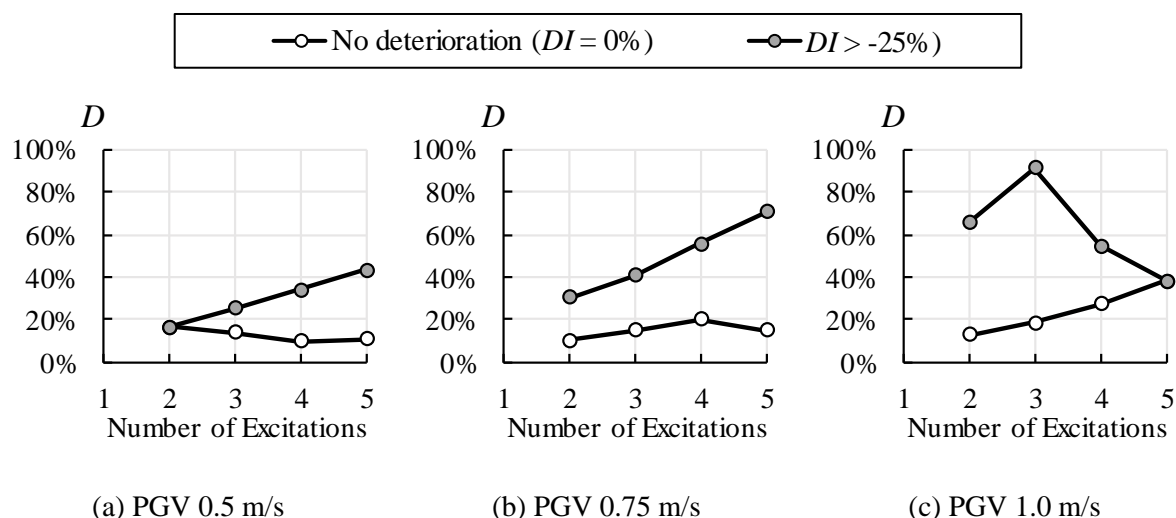 No deterioration (DI = 0%) DI > -25%)
D D D
100% 100% 100%
80% 80% 80%
60% 60% 60%
40% 40% 40%
20% 20% 20%
0% 0% 0%
1 2 3 4 5 1 2 3 4 5 1 2 3 4 5
Number of Excitations Number of Excitations Number of Excitations
(a) PGV 0.5 m/s (b) PGV 0.75 m/s (c) PGV 1.0 m/s